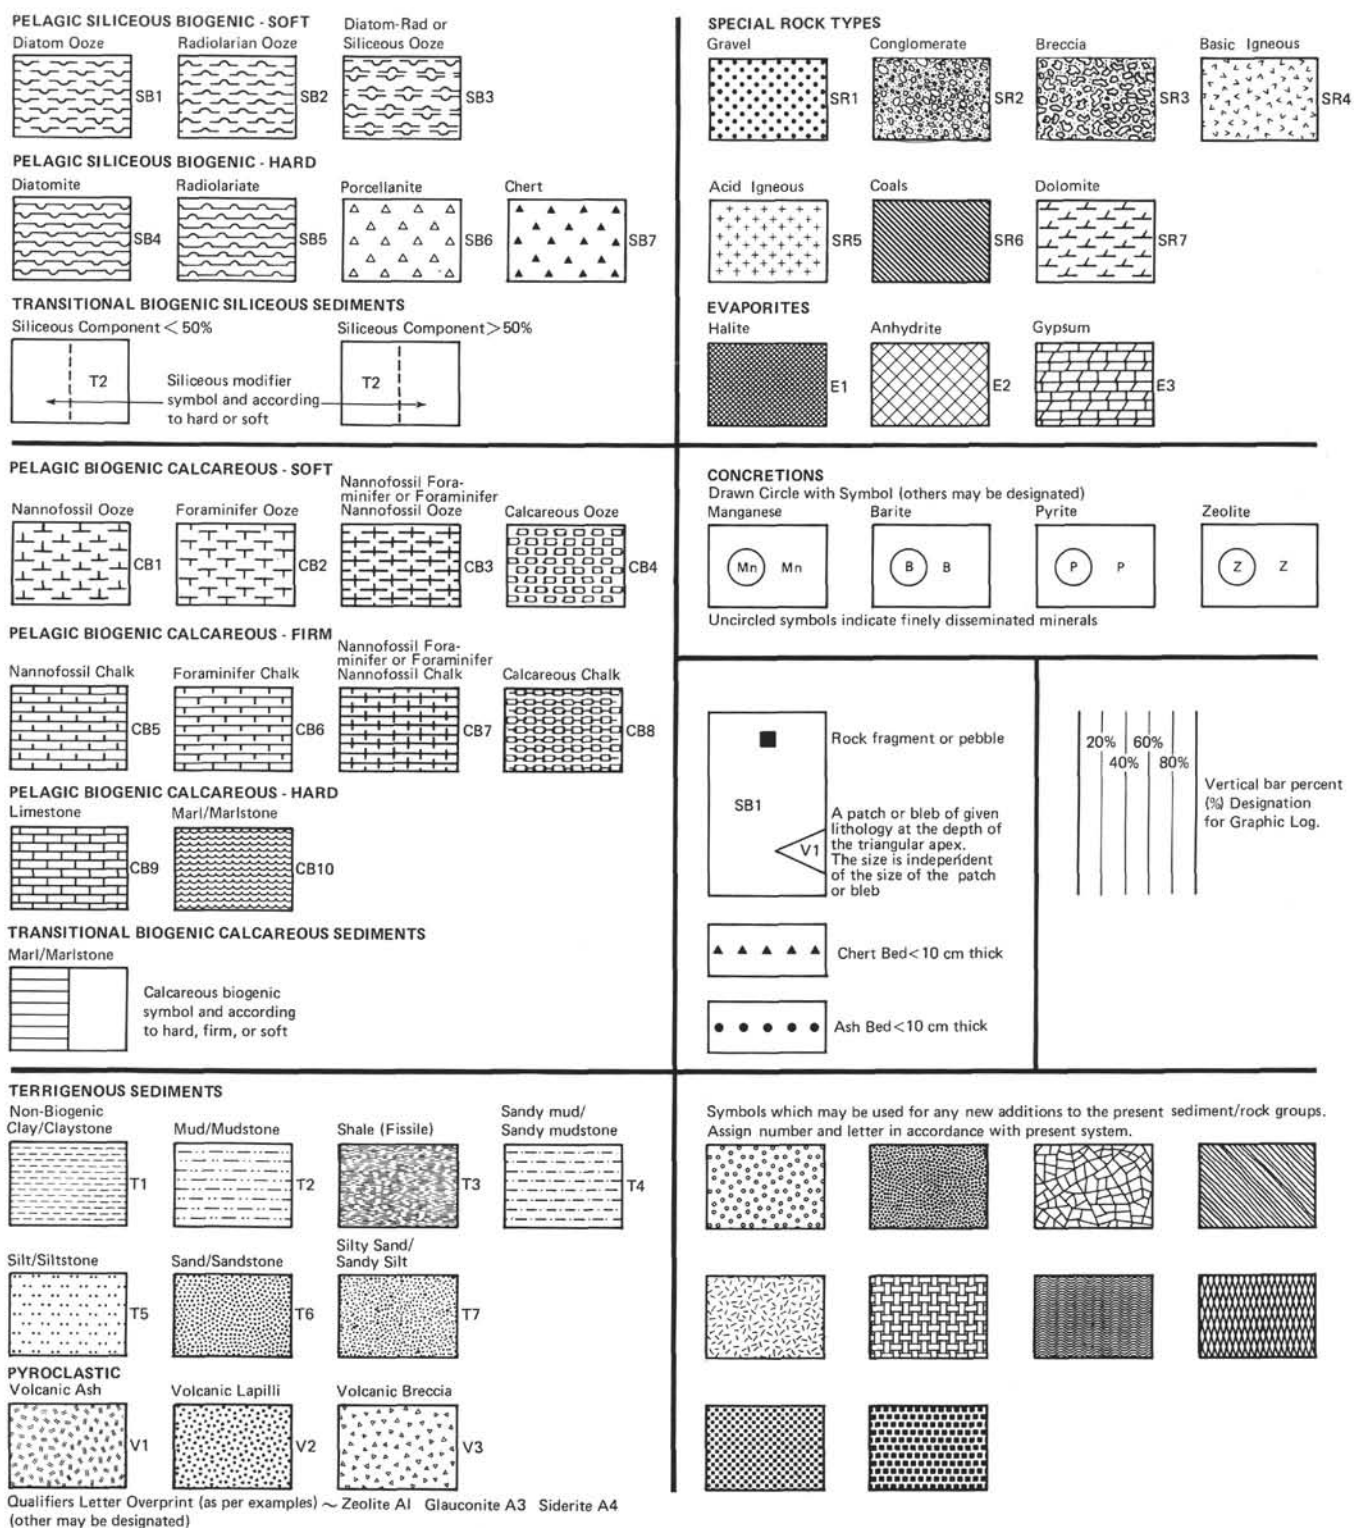 PELAGIC SILICEOUS BIOGENIC - SOFT
Diatom Ooze
Radiolarian Ooze
Diatom-Rad or
Siliceous Ooze
SB1
SB2
SB3
PELAGIC SILICEOUS BIOGENIC - HARD
Diatomite
Radiolariate
Porcellanite
Chert
SB4
SB5
SB6
SB7
TRANSITIONAL BIOGENIC SILICEOUS SEDIMENTS
Siliceous Component < 50%
Siliceous Component > 50%
T2
Siliceous modifier
symbol and according
to hard or soft
T2
PELAGIC BIOGENIC CALCAREOUS - SOFT
Nannofossil Ooze
Foraminifer Ooze
Nannofossil Fora-
minifer or Foraminifer
Nannofossil Ooze
Calcareous Ooze
CB1
CB2
CB3
CB4
PELAGIC BIOGENIC CALCAREOUS - FIRM
Nannofossil Chalk
Foraminifer Chalk
Nannofossil Fora-
minifer or Foraminifer
Nannofossil Chalk
Calcareous Chalk
CB5
CB6
CB7
CB8
PELAGIC BIOGENIC CALCAREOUS - HARD
Limestone
Marl/Marlstone
CB9
CB10
TRANSITIONAL BIOGENIC CALCAREOUS SEDIMENTS
Marl/Marlstone
Calcareous biogenic
symbol and according
to hard, firm, or soft
TERRIGENOUS SEDIMENTS
Non-Biogenic
Clay/Claystone
Mud/Mudstone
Shale (Fissile)
Sandy mud/
Sandy mudstone
T1
T2
T3
T4
Silt/Siltstone
Sand/Sandstone
Silty Sand/
Sandy Silt
T5
T6
T7
PYROCLASTIC
Volcanic Ash
Volcanic Lapilli
Volcanic Breccia
V1
V2
V3
Qualifiers Letter Overprint (as per examples) ~ Zeolite AI Glauconite A3 Siderite A4
(other may be designated)
SPECIAL ROCK TYPES
Gravel
Conglomerate
Breccia
Basic Igneous
SR1
SR2
SR3
SR4
Acid Igneous
Coals
Dolomite
SR5
SR6
SR7
EVAPORITES
Halite
Anhydrite
Gypsum
E1
E2
E3
CONCRETIONS
Drawn Circle with Symbol (others may be designated)
Manganese
Barite
Pyrite
Zeolite
Mn Mn
B B
P P
Z Z
Uncircled symbols indicate finely disseminated minerals
Rock fragment or pebble
SB1
V1
A patch or bleb of given
lithology at the depth of
the triangular apex.
The size is independent
of the size of the patch
or bleb
Chert Bed<10 cm thick
Ash Bed<10 cm thick
20% 60%
40% 80%
Vertical bar percent
(%) Designation
for Graphic Log.
Symbols which may be used for any new additions to the present sediment/rock groups.
Assign number and letter in accordance with present system.